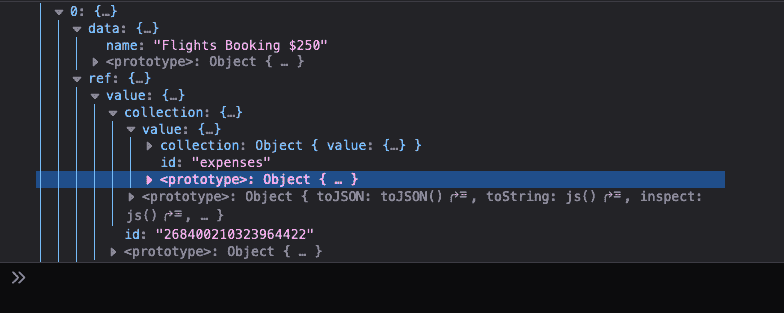 0: {…}
data: {…}
name: "Flights Booking $250"
<prototype>: Object { … }
ref: {…}
value: {…}
collection: {…}
value: {…}
collection: Object { value: {…} }
id: "expenses"
<prototype>: Object { … }
<prototype>: Object { toJSON: toJSON(), toString: js(), inspect:
js(), … }
id: "268400210323964422"
<prototype>: Object { … }